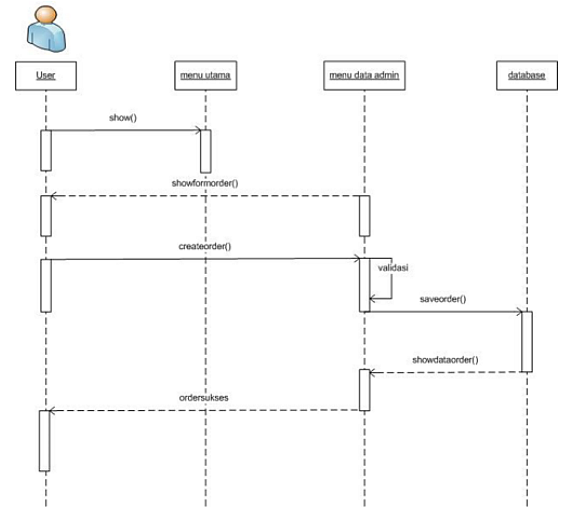 User
menu utama
menu data admin
database
show()
showformorder()
createorder()
validasi
saveorder()
showdataorder()
ordersukses